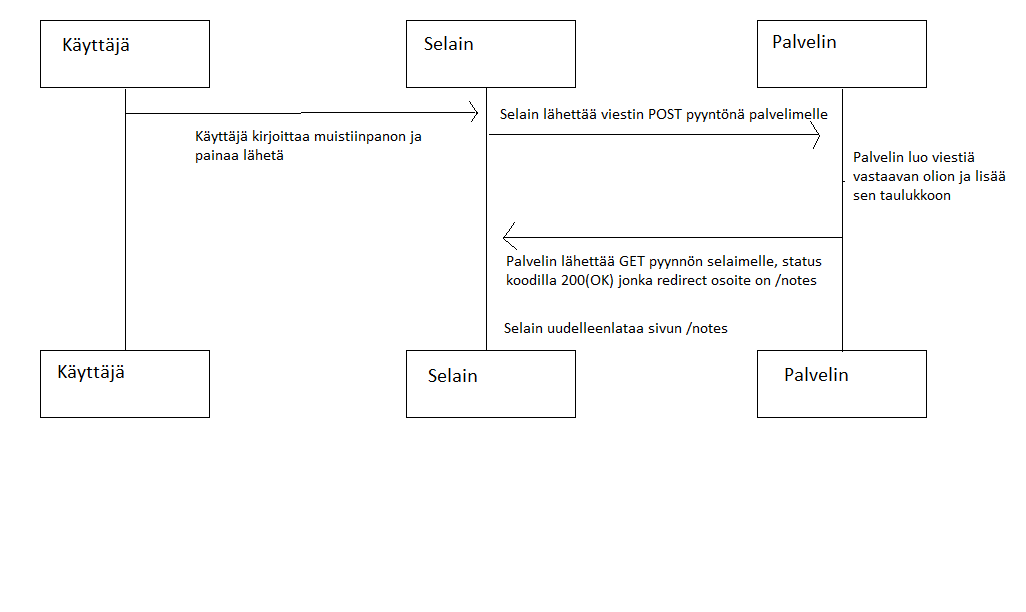 Käyttäjä
Selain
Palvelin
Selain lähettää viestin POST pyyntönä palvelimelle
Käyttäjä kirjoittaa muistiinpanon ja
painaa lähetä
Palvelin luo viestiä
vastaavan olion ja lisää
sen taulukkoon
Palvelin lähettää GET pyynnön selaimelle, status
koodilla 200(OK) jonka redirect osoite on /notes
Selain uudelleenlataa sivun /notes
Käyttäjä
Selain
Palvelin